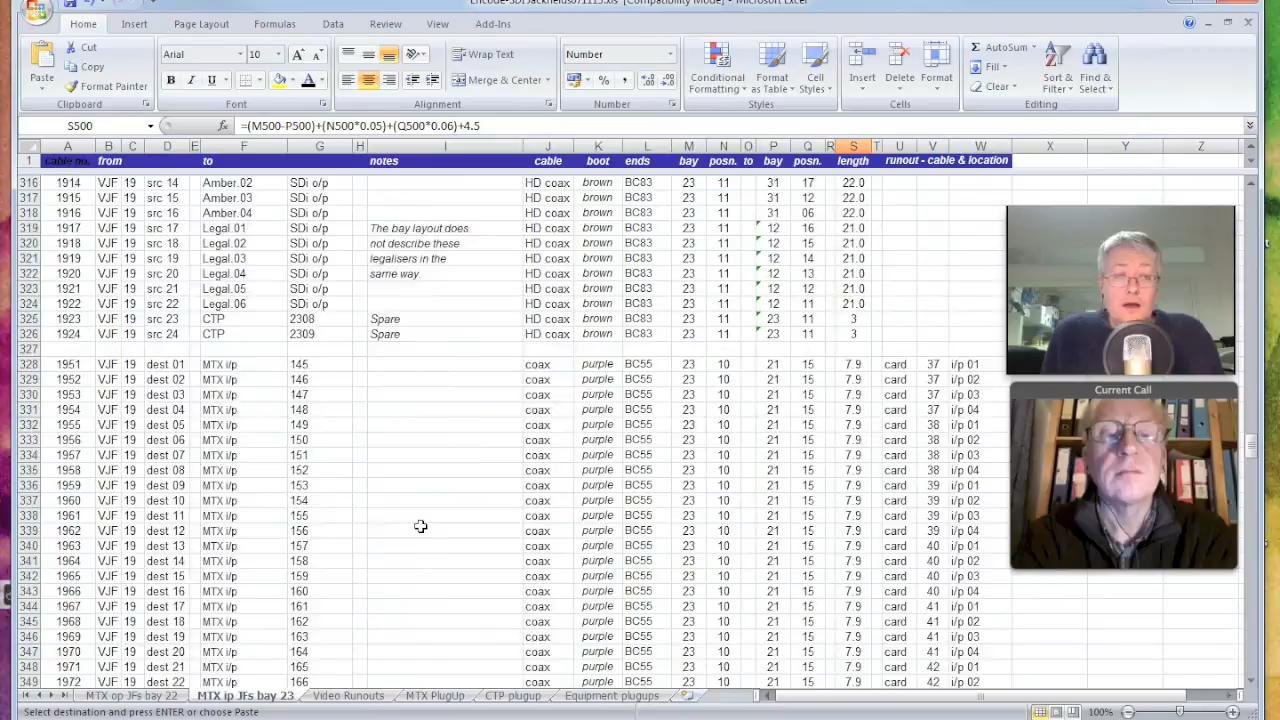 Encode-SDI Jackfields071113.xls [Compatibility Mode] - Microsoft Excel
Home Insert Page Layout Formulas Data Review View Add-Ins
Cut
Copy
Format Painter
Paste
Arial 10
B I U
Wrap Text
Merge & Center
Number
Conditional Formatting
Format as Table
Cell Styles
Insert Delete Format
AutoSum
Fill
Clear
Sort & Filter
Find & Select
Clipboard Font Alignment Number Styles Cells Editing
S500 fx =(M500-P500)+(N500*0.05)+(Q500*0.06)+4.5
A B C D E F G H I J K L M N O P Q R S T U V W X Y Z
1 cable no. from to notes cable boot ends bay posn. to bay posn. length runout - cable & location
316 1914 VJF 19 src 14 Amber.02 SDi o/p HD coax brown BC83 23 11 31 17 22.0
317 1915 VJF 19 src 15 Amber.03 SDi o/p HD coax brown BC83 23 11 31 12 22.0
318 1916 VJF 19 src 16 Amber.04 SDi o/p HD coax brown BC83 23 11 31 06 22.0
319 1917 VJF 19 src 17 Legal.01 SDi o/p The bay layout does HD coax brown BC83 23 11 12 16 21.0
320 1918 VJF 19 src 18 Legal.02 SDi o/p not describe these HD coax brown BC83 23 11 12 15 21.0
321 1919 VJF 19 src 19 Legal.03 SDi o/p legalisers in the HD coax brown BC83 23 11 12 14 21.0
322 1920 VJF 19 src 20 Legal.04 SDi o/p same way. HD coax brown BC83 23 11 12 13 21.0
323 1921 VJF 19 src 21 Legal.05 SDi o/p HD coax brown BC83 23 11 12 12 21.0
324 1922 VJF 19 src 22 Legal.06 SDi o/p HD coax brown BC83 23 11 12 11 21.0
325 1923 VJF 19 src 23 CTP 2308 Spare HD coax brown BC83 23 11 23 11 3
326 1924 VJF 19 src 24 CTP 2309 Spare HD coax brown BC83 23 11 23 11 3
327
328 1951 VJF 19 dest 01 MTX i/p 145 coax purple BC55 23 10 21 15 7.9 card 37 i/p 01
329 1952 VJF 19 dest 02 MTX i/p 146 coax purple BC55 23 10 21 15 7.9 card 37 i/p 02
330 1953 VJF 19 dest 03 MTX i/p 147 coax purple BC55 23 10 21 15 7.9 card 37 i/p 03
331 1954 VJF 19 dest 04 MTX i/p 148 coax purple BC55 23 10 21 15 7.9 card 37 i/p 04
332 1955 VJF 19 dest 05 MTX i/p 149 coax purple BC55 23 10 21 15 7.9 card 38 i/p 01
333 1956 VJF 19 dest 06 MTX i/p 150 coax purple BC55 23 10 21 15 7.9 card 38 i/p 02
334 1957 VJF 19 dest 07 MTX i/p 151 coax purple BC55 23 10 21 15 7.9 card 38 i/p 03
335 1958 VJF 19 dest 08 MTX i/p 152 coax purple BC55 23 10 21 15 7.9 card 38 i/p 04
336 1959 VJF 19 dest 09 MTX i/p 153 coax purple BC55 23 10 21 15 7.9 card 39 i/p 01
337 1960 VJF 19 dest 10 MTX i/p 154 coax purple BC55 23 10 21 15 7.9 card 39 i/p 02
338 1961 VJF 19 dest 11 MTX i/p 155 coax purple BC55 23 10 21 15 7.9 card 39 i/p 03
339 1962 VJF 19 dest 12 MTX i/p 156 coax purple BC55 23 10 21 15 7.9 card 39 i/p 04
340 1963 VJF 19 dest 13 MTX i/p 157 coax purple BC55 23 10 21 15 7.9 card 40 i/p 01
341 1964 VJF 19 dest 14 MTX i/p 158 coax purple BC55 23 10 21 15 7.9 card 40 i/p 02
342 1965 VJF 19 dest 15 MTX i/p 159 coax purple BC55 23 10 21 15 7.9 card 40 i/p 03
343 1966 VJF 19 dest 16 MTX i/p 160 coax purple BC55 23 10 21 15 7.9 card 40 i/p 04
344 1967 VJF 19 dest 17 MTX i/p 161 coax purple BC55 23 10 21 15 7.9 card 41 i/p 01
345 1968 VJF 19 dest 18 MTX i/p 162 coax purple BC55 23 10 21 15 7.9 card 41 i/p 02
346 1969 VJF 19 dest 19 MTX i/p 163 coax purple BC55 23 10 21 15 7.9 card 41 i/p 03
347 1970 VJF 19 dest 20 MTX i/p 164 coax purple BC55 23 10 21 15 7.9 card 41 i/p 04
348 1971 VJF 19 dest 21 MTX i/p 165 coax purple BC55 23 10 21 15 7.9 card 42 i/p 01
349 1972 VJF 19 dest 22 MTX i/p 166 coax purple BC55 23 10 21 15 7.9 card 42 i/p 02
Current Call
MTX op JFs bay 22 MTX ip JFs bay 23 Video Runouts MTX PlugUp CTP plugup Equipment plugups
Select destination and press ENTER or choose Paste 100%